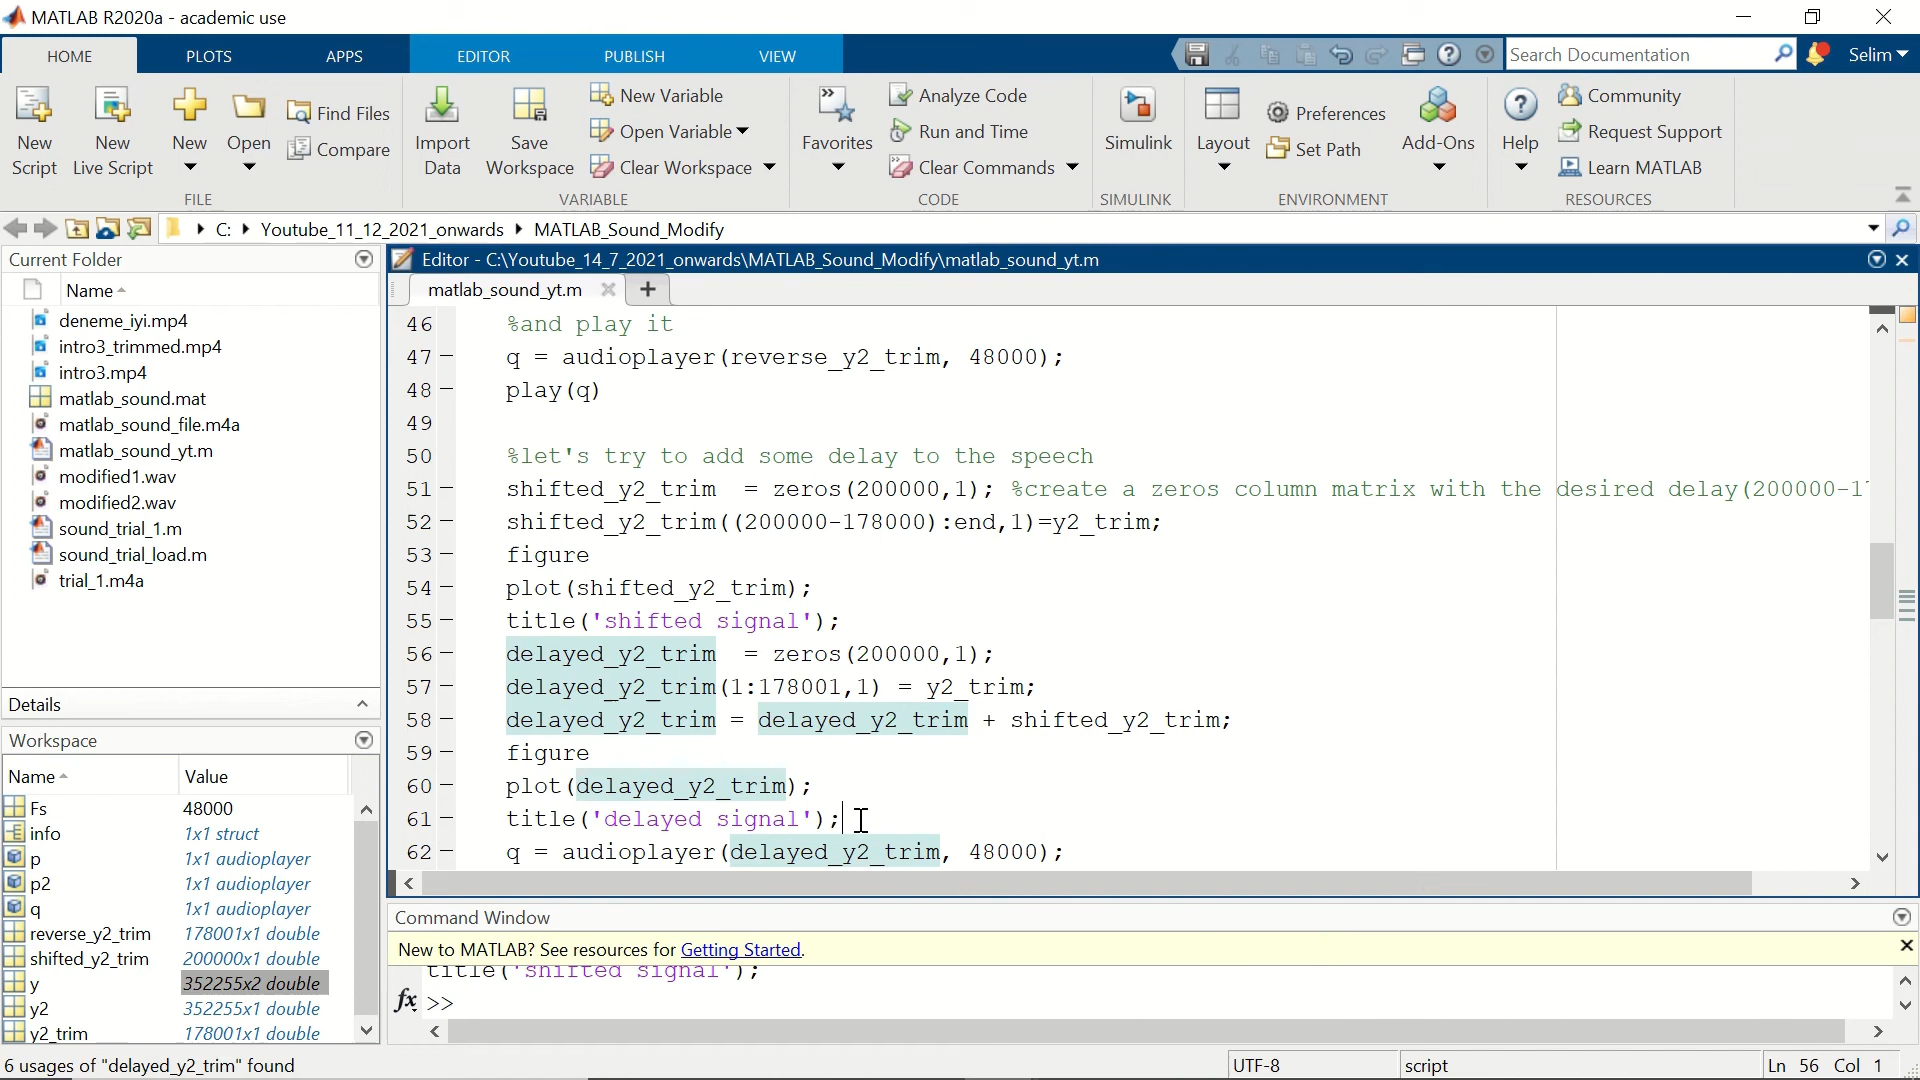 MATLAB R2020a - academic use
HOME PLOTS APPS EDITOR PUBLISH VIEW
Search Documentation
Selim
New Script
New Live Script
New
Open
Find Files
Compare
FILE
Import Data
Save Workspace
New Variable
Open Variable
Clear Workspace
VARIABLE
Favorites
Analyze Code
Run and Time
Clear Commands
CODE
Simulink
SIMULINK
Layout
Preferences
Set Path
Add-Ons
ENVIRONMENT
Help
Community
Request Support
Learn MATLAB
RESOURCES
C: Youtube_11_12_2021_onwards MATLAB_Sound_Modify
Current Folder
Name
deneme_iyi.mp4
intro3_trimmed.mp4
intro3.mp4
matlab_sound.mat
matlab_sound_file.m4a
matlab_sound_yt.m
modified1.wav
modified2.wav
sound_trial_1.m
sound_trial_load.m
trial_1.m4a
Details
Workspace
Name Value
Fs 48000
info 1x1 struct
p 1x1 audioplayer
p2 1x1 audioplayer
q 1x1 audioplayer
reverse_y2_trim 178001x1 double
shifted_y2_trim 200000x1 double
y 352255x2 double
y2 352255x1 double
y2_trim 178001x1 double
Editor - C:\Youtube_14_7_2021_onwards\MATLAB_Sound_Modify\matlab_sound_yt.m
matlab_sound_yt.m
46 %and play it
47 - q = audioplayer(reverse_y2_trim, 48000);
48 - play(q)
49
50 %let's try to add some delay to the speech
51 - shifted_y2_trim = zeros(200000,1); %create a zeros column matrix with the desired delay(200000-1
52 - shifted_y2_trim((200000-178000):end,1)=y2_trim;
53 - figure
54 - plot(shifted_y2_trim);
55 - title('shifted signal');
56 - delayed_y2_trim = zeros(200000,1);
57 - delayed_y2_trim(1:178001,1) = y2_trim;
58 - delayed_y2_trim = delayed_y2_trim + shifted_y2_trim;
59 - figure
60 - plot(delayed_y2_trim);
61 - title('delayed signal');
62 - q = audioplayer(delayed_y2_trim, 48000);
Command Window
New to MATLAB? See resources for Getting Started.
title('shifted signal');
fx >>
6 usages of "delayed_y2_trim" found
UTF-8
script
Ln 56 Col 1